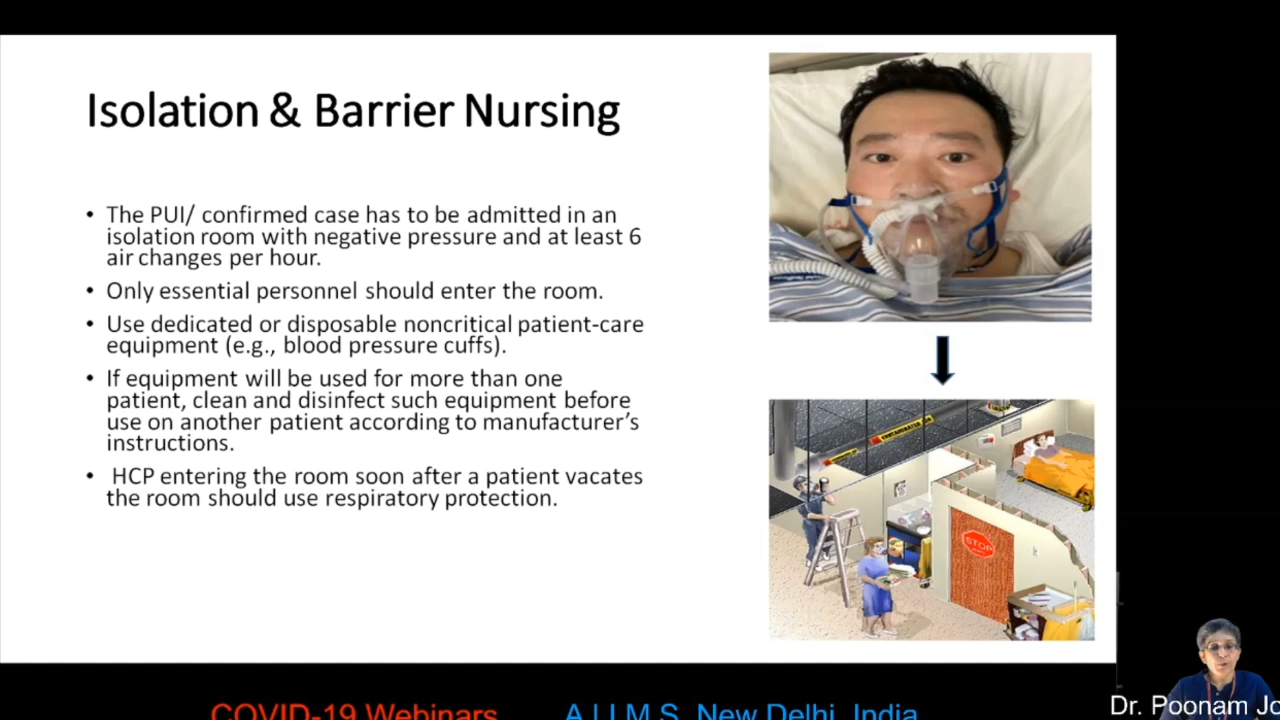 Isolation & Barrier Nursing
• The PUI/ confirmed case has to be admitted in an
isolation room with negative pressure and at least 6
air changes per hour.
• Only essential personnel should enter the room.
• Use dedicated or disposable noncritical patient-care
equipment (e.g., blood pressure cuffs).
• If equipment will be used for more than one
patient, clean and disinfect such equipment before
use on another patient according to manufacturer's
instructions.
• HCP entering the room soon after a patient vacates
the room should use respiratory protection.
STOP
Dr. Poonam Jo
COVID-19 Webinars A.I.I.M.S, New Delhi, India